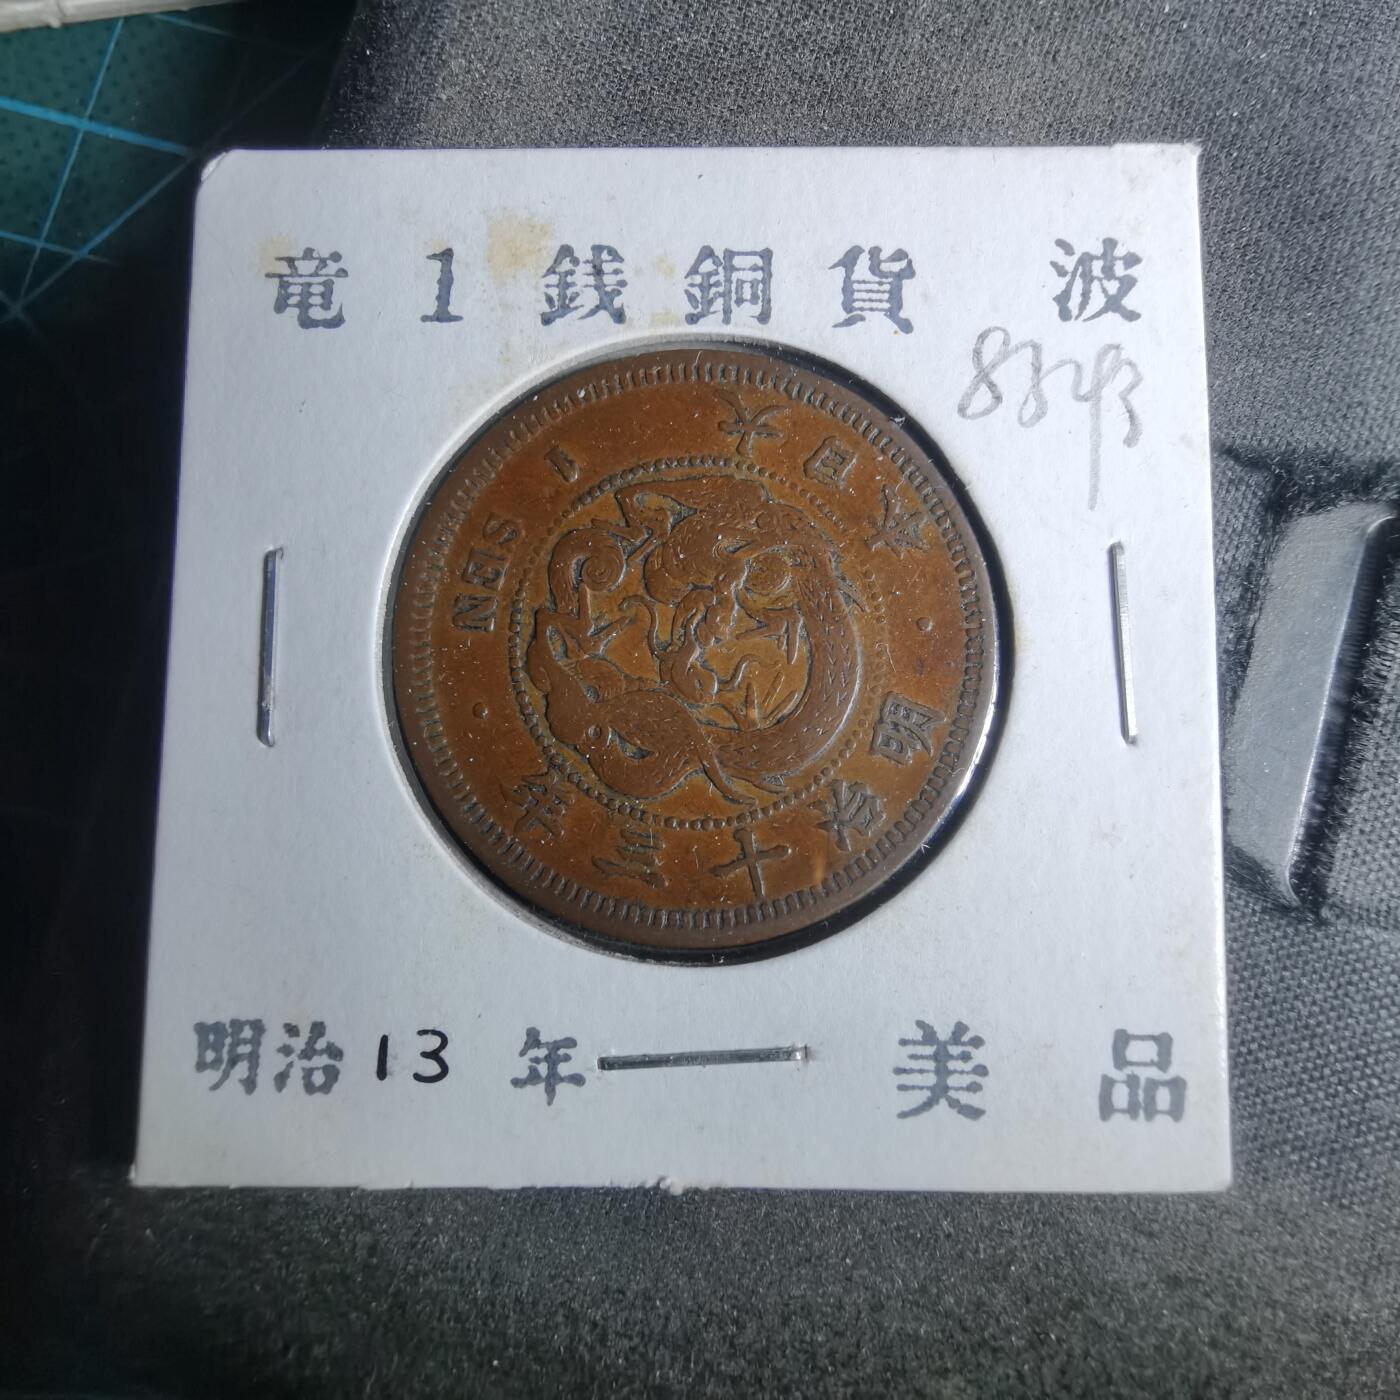 竜 1 銭 銅 貨 波
大日本 · 明治十三年 · 1 SEN
明治 13 年 美 品